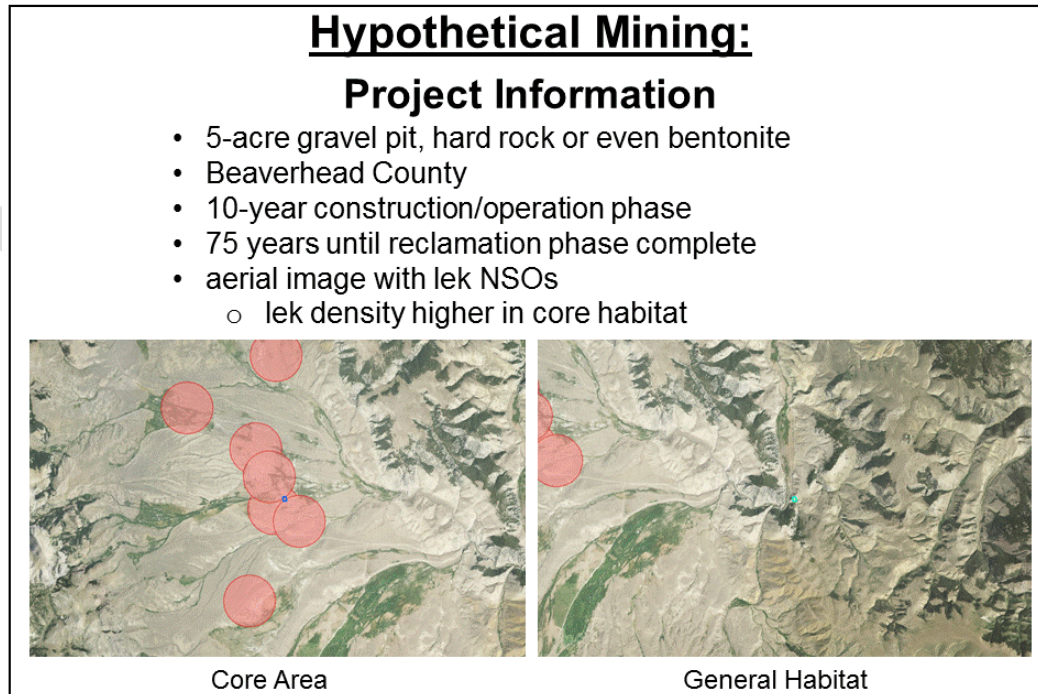 Hypothetical Mining:
Project Information
• 5-acre gravel pit, hard rock or even bentonite
• Beaverhead County
• 10-year construction/operation phase
• 75 years until reclamation phase complete
• aerial image with lek NSOs
o lek density higher in core habitat
Core Area
General Habitat